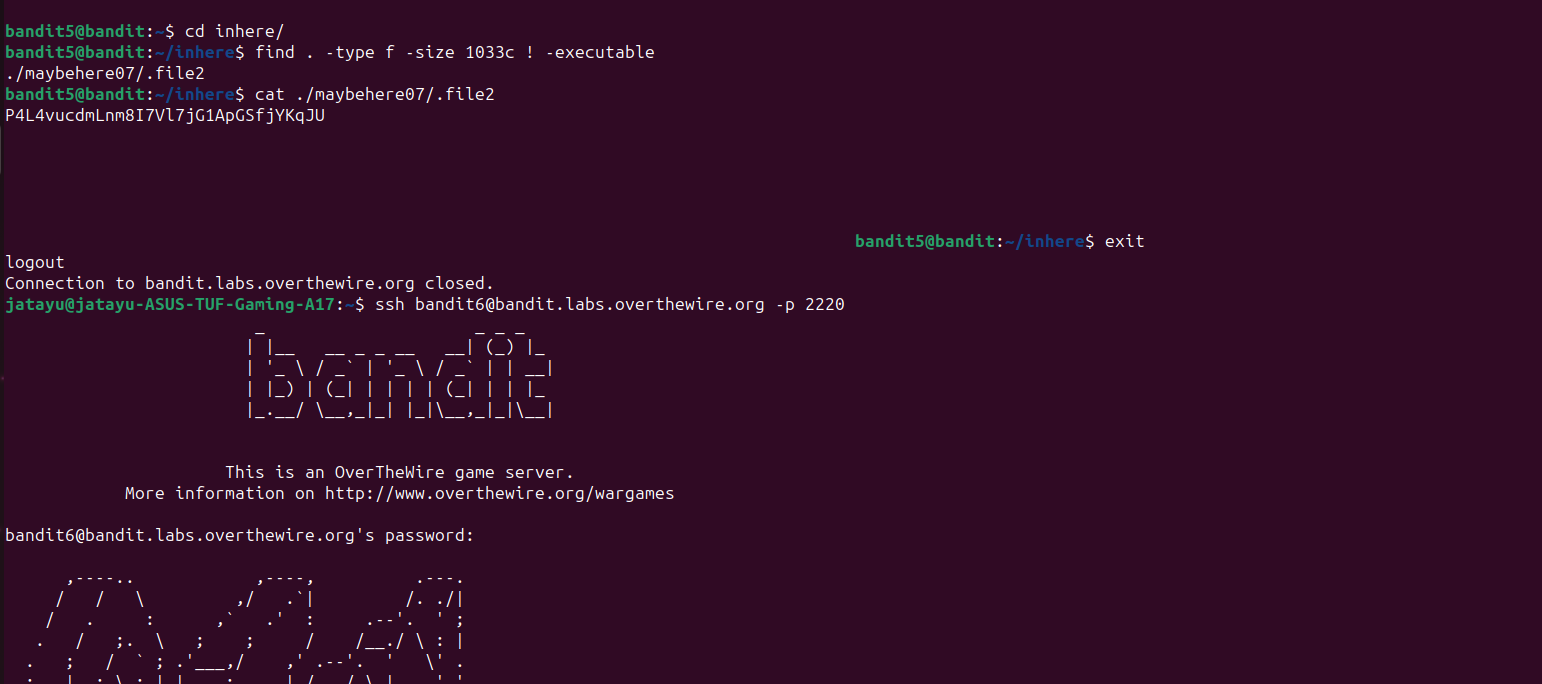 bandit5@bandit:~$ cd inhere/
bandit5@bandit:~/inhere$ find . -type f -size 1033c ! -executable
./maybehere07/.file2
bandit5@bandit:~/inhere$ cat ./maybehere07/.file2
P4L4vucdmLnm8I7Vl7jG1ApGSfjYKqJU
bandit5@bandit:~/inhere$ exit
logout
Connection to bandit.labs.overthewire.org closed.
jatayu@jatayu-ASUS-TUF-Gaming-A17:~$ ssh bandit6@bandit.labs.overthewire.org -p 2220
bandit
This is an OverTheWire game server.
More information on http://www.overthewire.org/wargames
bandit6@bandit.labs.overthewire.org's password: